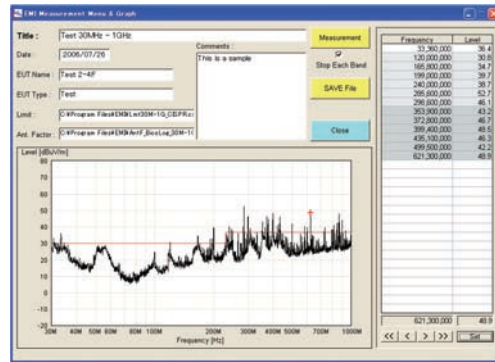 EMI Measurement Menu & Graph
Title : Test 30MHz - 1GHz
Date : 2006/07/26
EUT Name : Test 2-4F
EUT Type : Test
Limit :
Ant. Factor :
Comments :
This is a sample
Measurement
Stop Each Band
SAVE File
Close
Frequency Level
33,360,000 36.4
120,000,000 30.8
165,900,000 34.7
199,000,000 39.7
240,000,000 38.7
285,600,000 52.7
298,600,000 46.1
353,900,000 43.2
372,800,000 46.7
399,400,000 48.5
435,100,000 46.3
499,500,000 42.2
621,300,000 48.9
621,300,000 48.9
<< < > >> Set
Level [dBuV/m]
80
70
60
50
40
30
20
10
0
-10
-20
30M 40M 50M 60M 70M 100M 200M 300M 400M 500M 700M 1000M
Frequency [Hz]